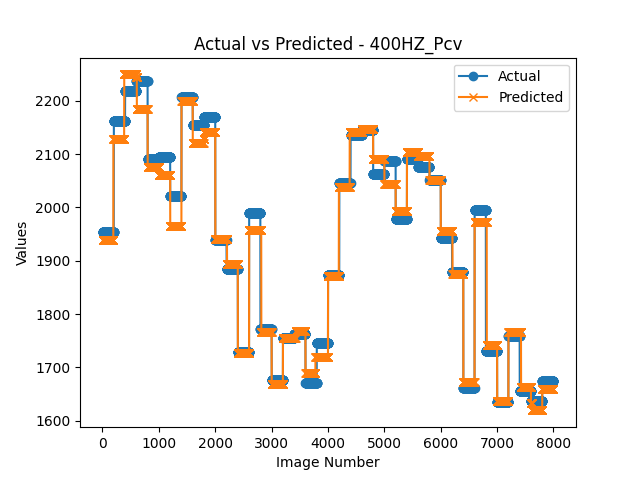 Actual vs Predicted - 400HZ_Pcv
Actual
Predicted
Values
2200
2100
2000
1900
1800
1700
1600
0 1000 2000 3000 4000 5000 6000 7000 8000
Image Number